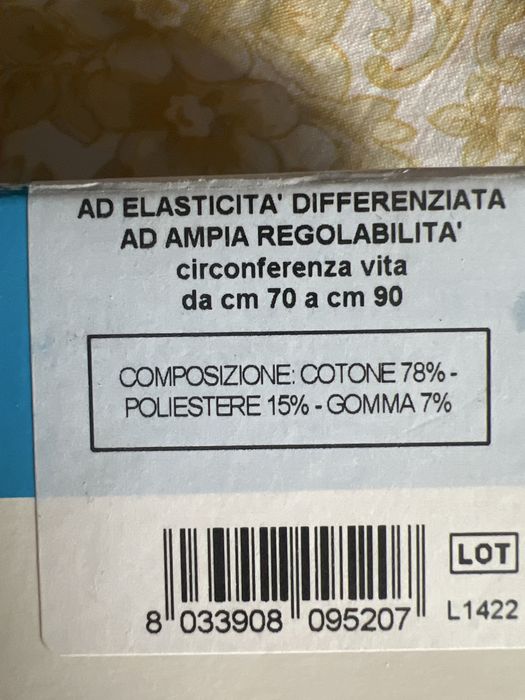 AD ELASTICITA' DIFFERENZIATA
AD AMPIA REGOLABILITA'
circonferenza vita
da cm 70 a cm 90
COMPOSIZIONE: COTONE 78% -
POLIESTERE 15% - GOMMA 7%
LOT
8 033908 095207 L1422